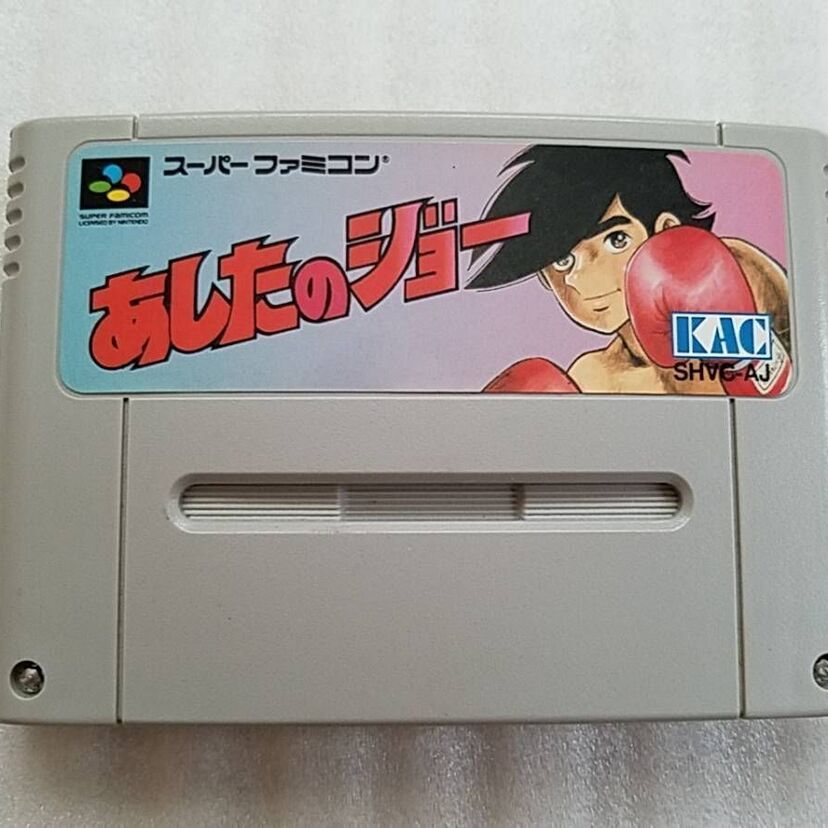 スーパーファミコン®
SUPER FAMICOM
LICENSED BY NINTENDO
あしたのジョー
KAC
SHVC-AJ